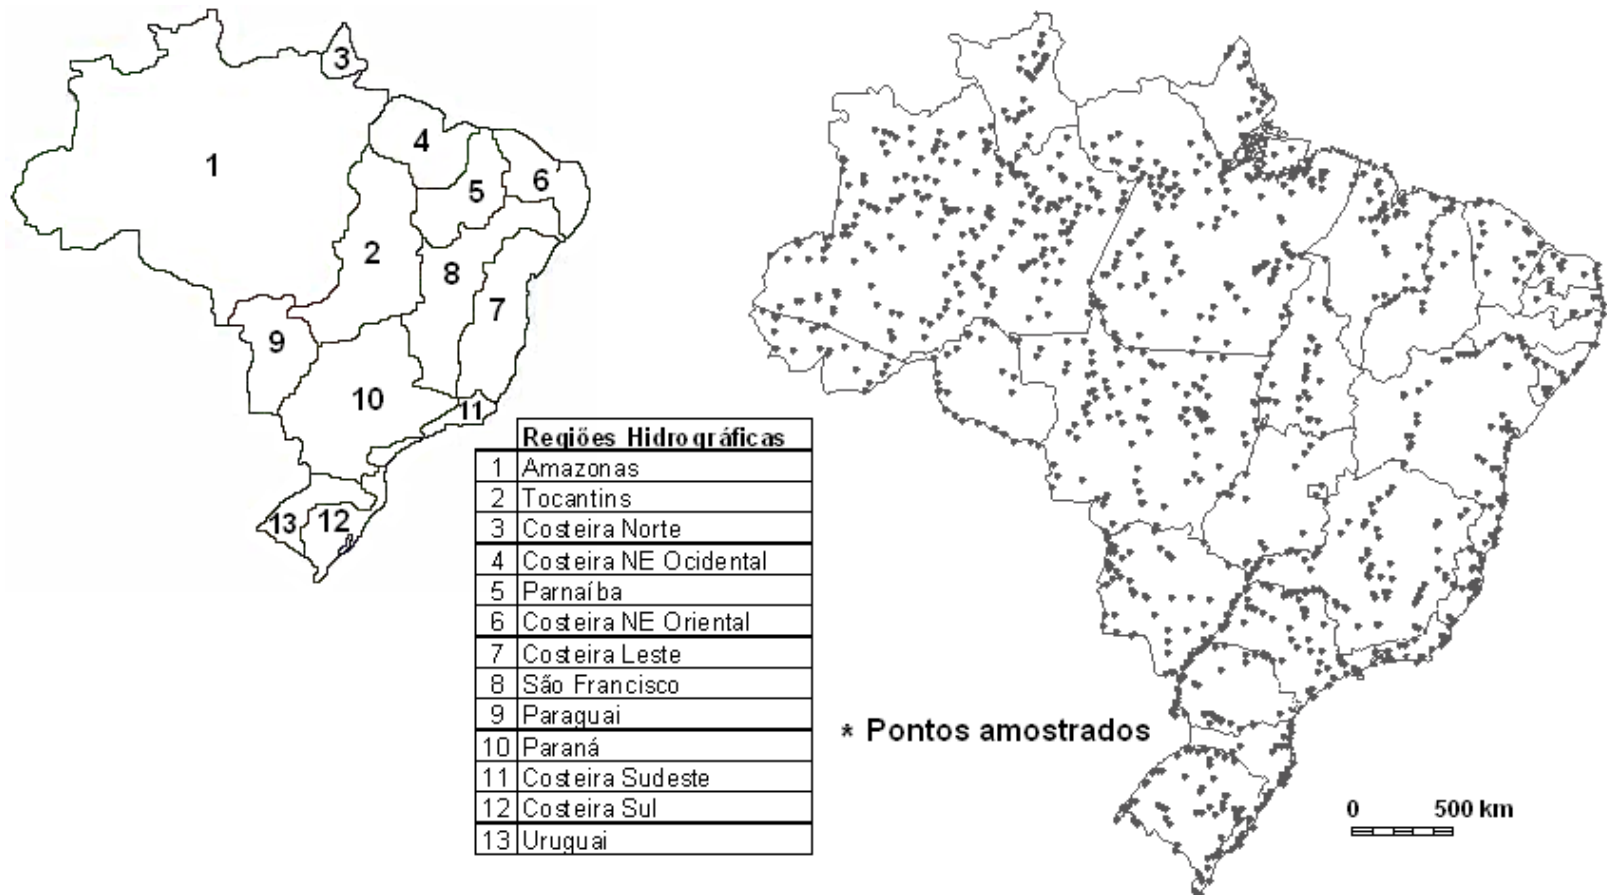 3
4
1
6
5
2
8
7
9
10
11
13
12
Regiões Hidrográficas
1 Amazonas
2 Tocantins
3 Costeira Norte
4 Costeira NE Ocidental
5 Parnaíba
6 Costeira NE Oriental
7 Costeira Leste
8 São Francisco
9 Paraguai
10 Paraná
11 Costeira Sudeste
12 Costeira Sul
13 Uruguai
* Pontos amostrados
0 500 km